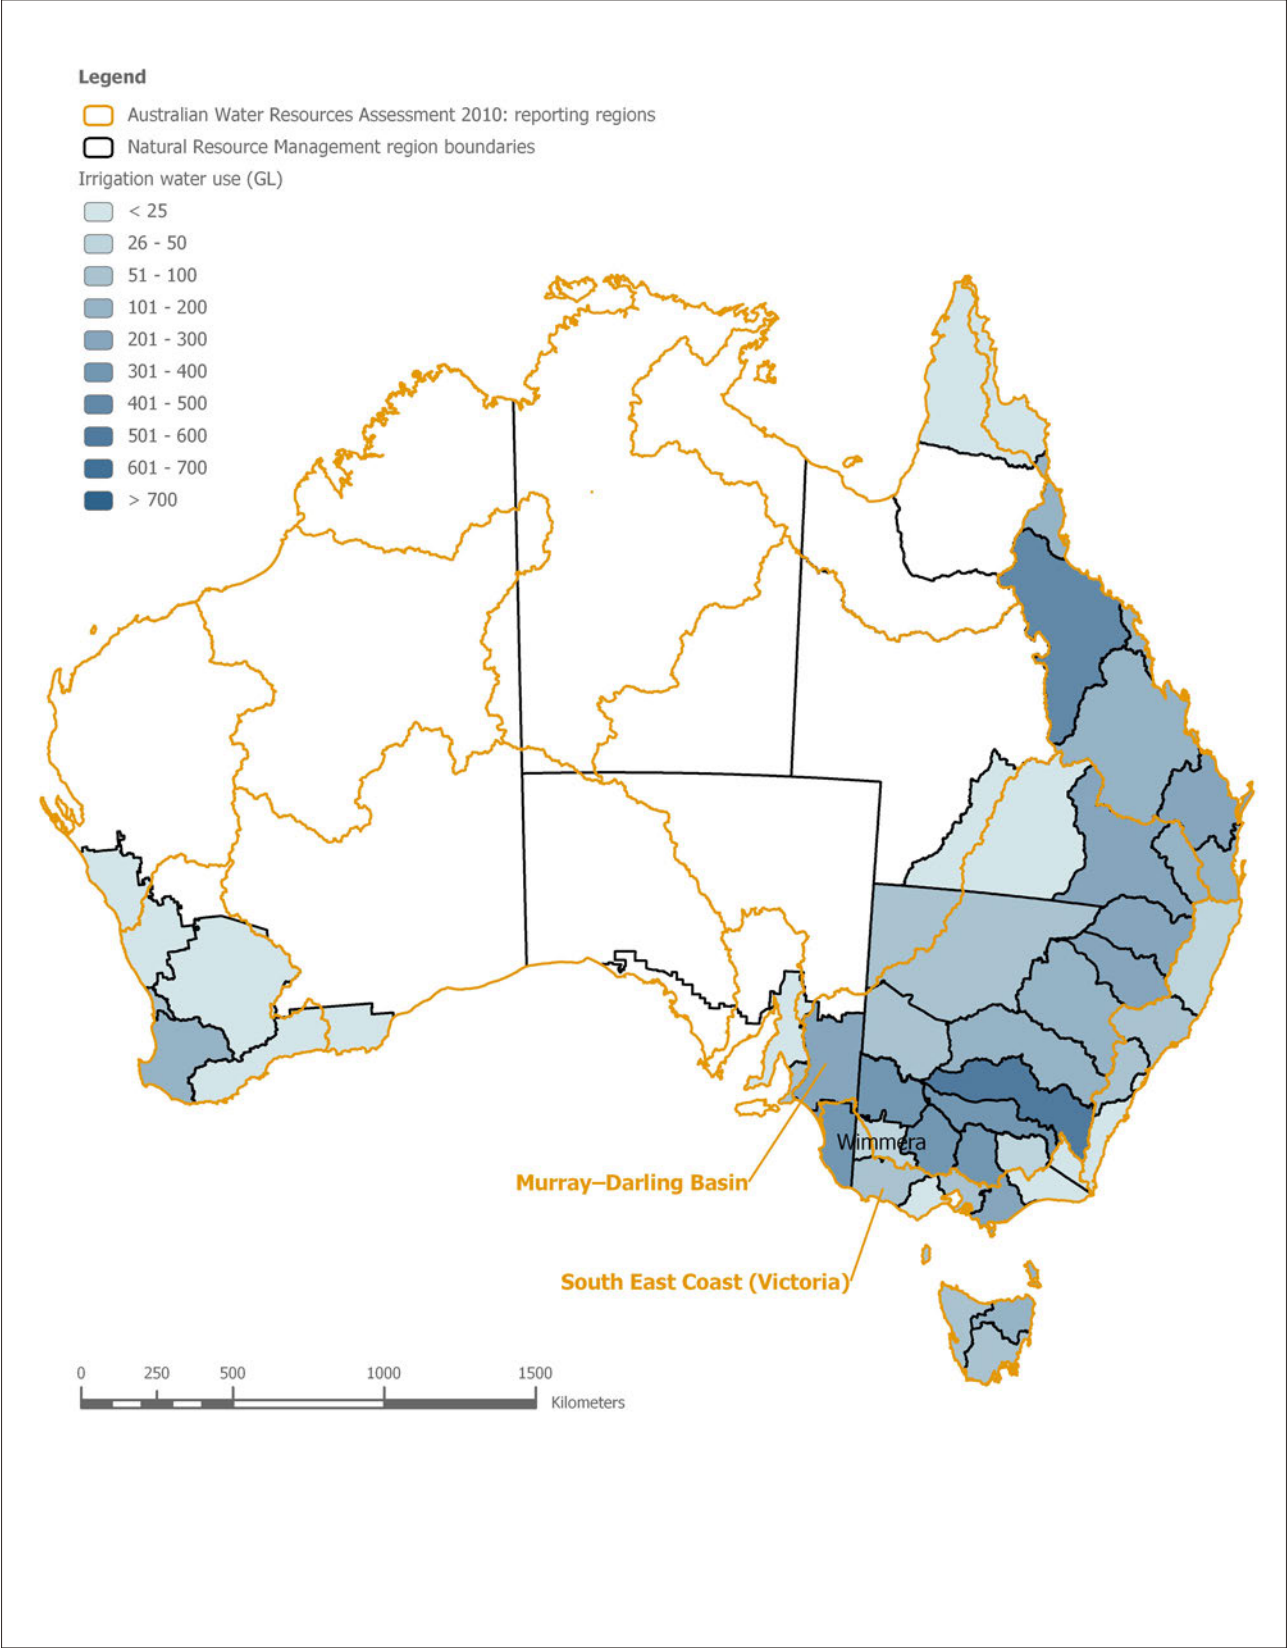 Legend
Australian Water Resources Assessment 2010: reporting regions
Natural Resource Management region boundaries
Irrigation water use (GL)
< 25
26 - 50
51 - 100
101 - 200
201 - 300
301 - 400
401 - 500
501 - 600
601 - 700
> 700
Wimmera
Murray–Darling Basin
South East Coast (Victoria)
0 250 500 1000 1500
Kilometers